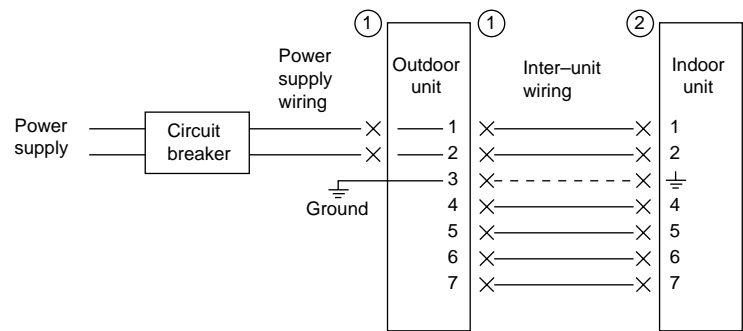 1
1
2
Power
supply
wiring
Outdoor
unit
Inter–unit
wiring
Indoor
unit
Power
supply
Circuit
breaker
Ground
1
2
3
4
5
6
7
1
2
4
5
6
7